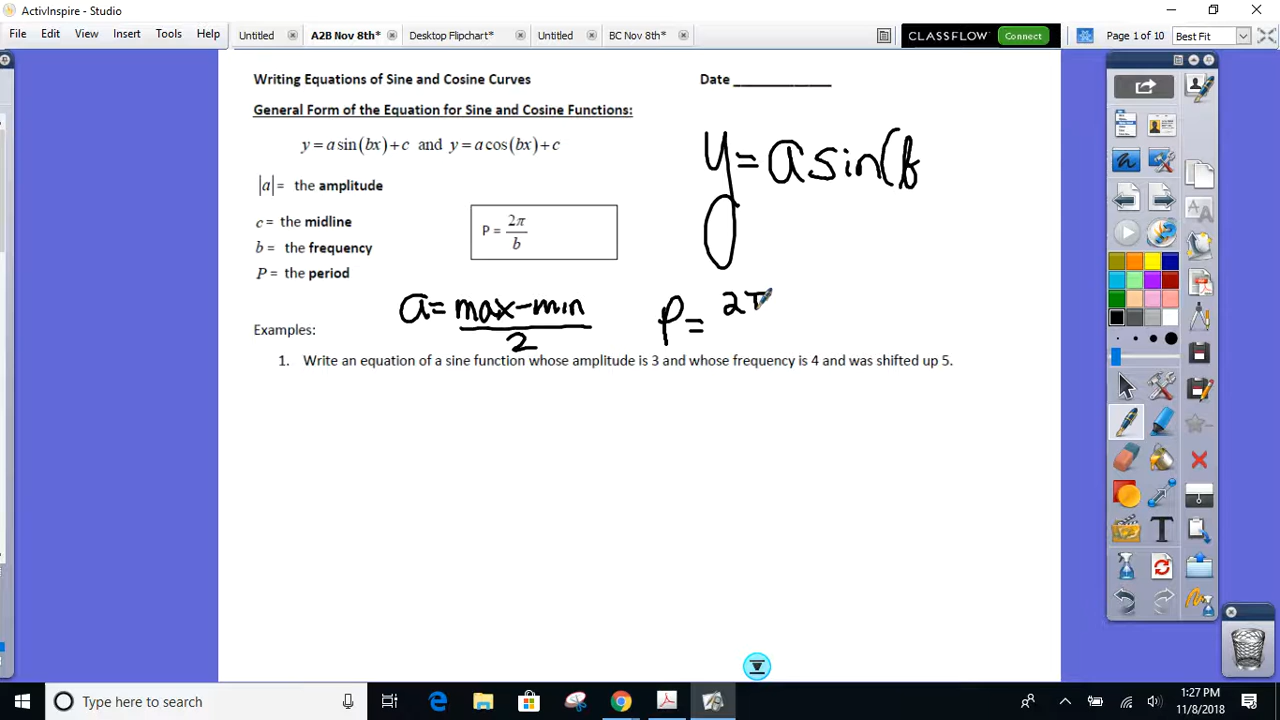 ActivInspire - Studio
File Edit View Insert Tools Help Untitled A2B Nov 8th* Desktop Flipchart* Untitled BC Nov 8th* CLASSFLOW Connect Page 1 of 10 Best Fit
Writing Equations of Sine and Cosine Curves Date ______________
General Form of the Equation for Sine and Cosine Functions:
y = a sin(bx) + c and y = a cos(bx) + c
y = a sin(b
|a| = the amplitude
c = the midline
P = 2π/b
b = the frequency
P = the period
a = max-min/2
P = 2π
Examples:
1. Write an equation of a sine function whose amplitude is 3 and whose frequency is 4 and was shifted up 5.
Type here to search
1:27 PM
11/8/2018